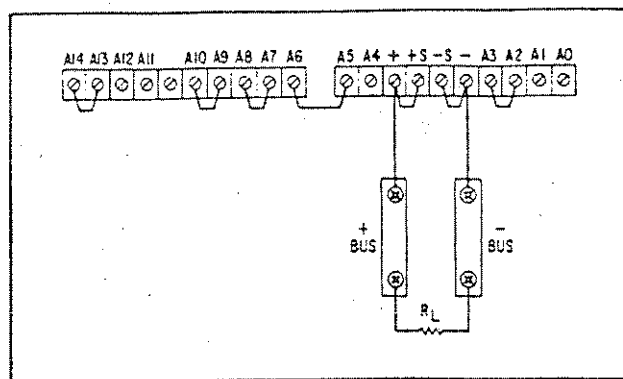 A14 A13 A12 A11 A10 A9 A8 A7 A6 A5 A4 + +S -S - A3 A2 A1 A0
+ BUS
- BUS
RL